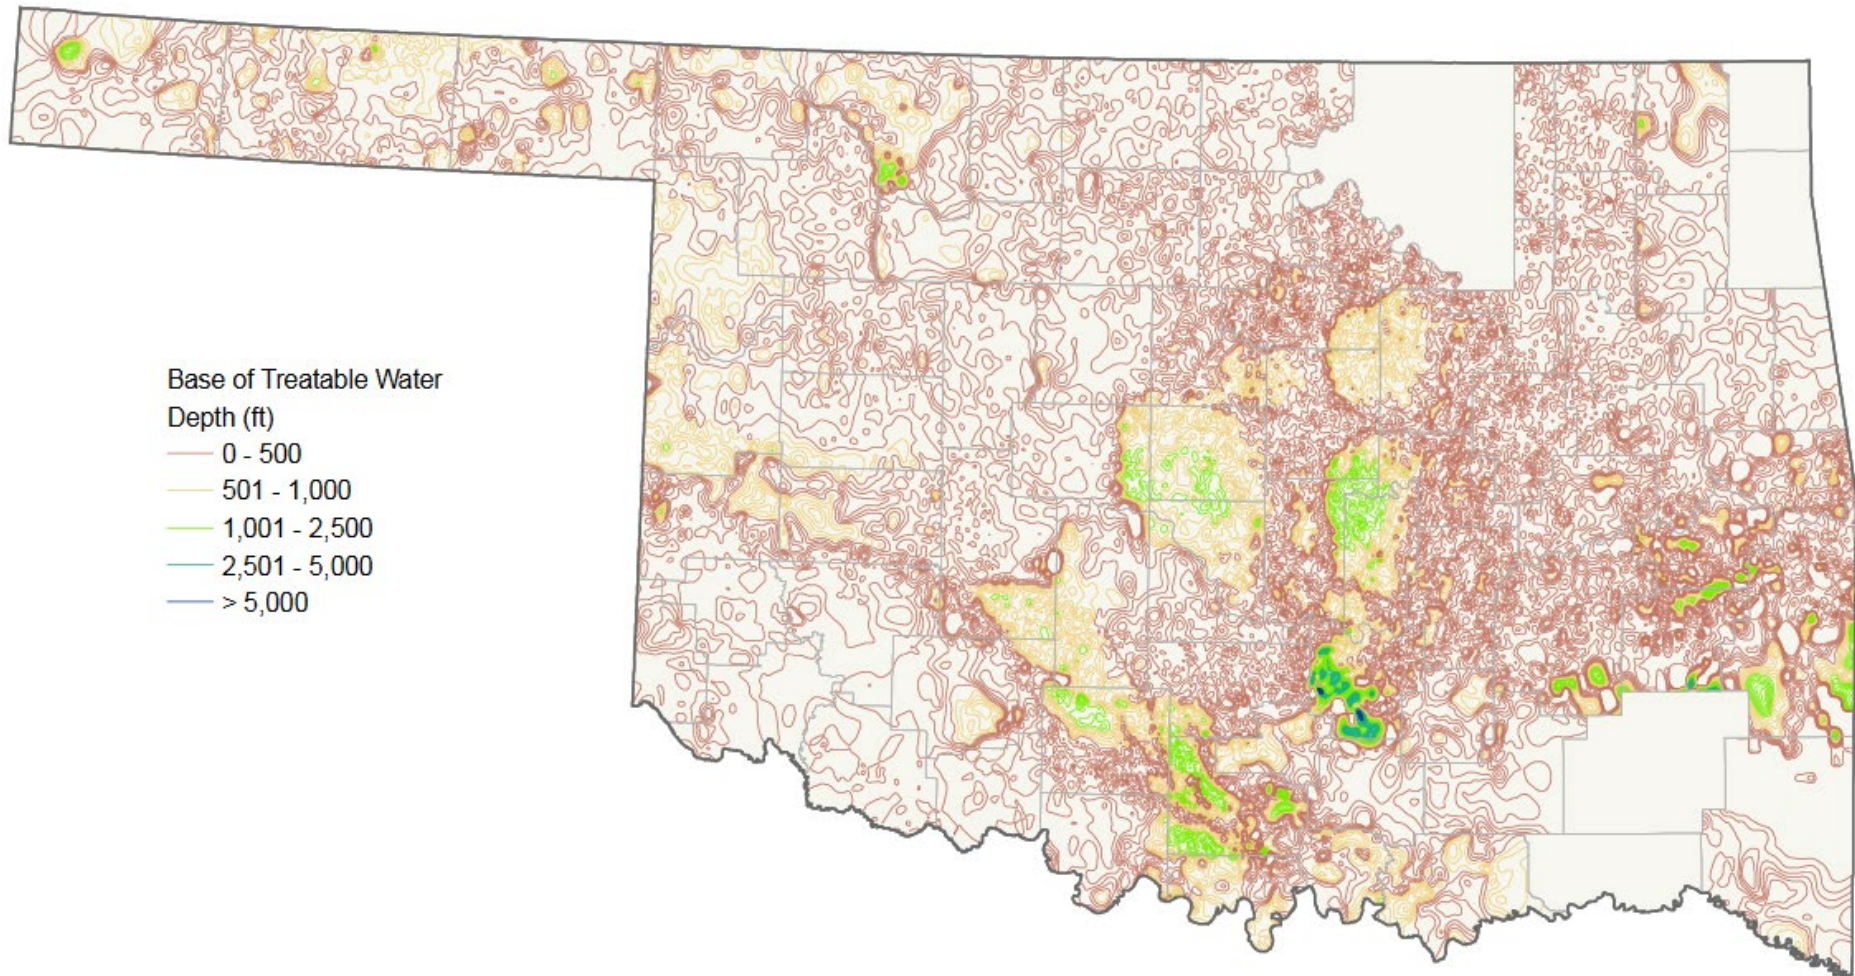 Base of Treatable Water
Depth (ft)
0 - 500
501 - 1,000
1,001 - 2,500
2,501 - 5,000
> 5,000